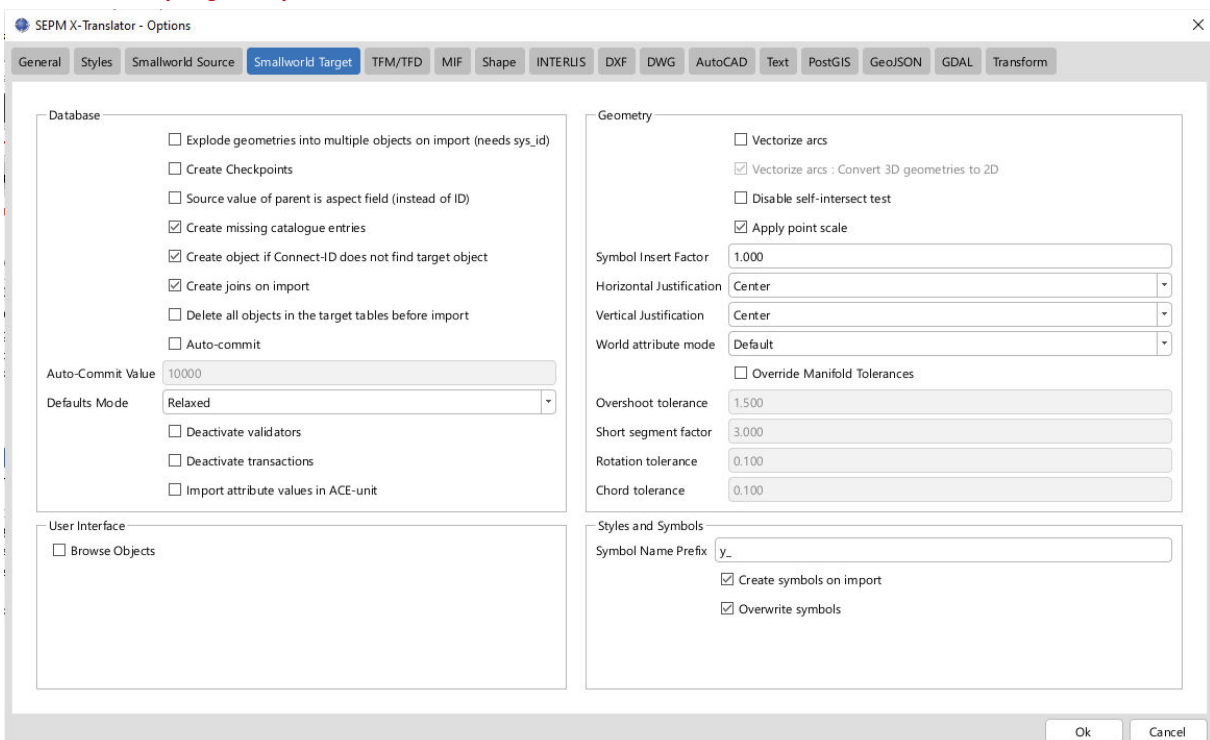 SEPM X-Translator - Options
General Styles Smallworld Source Smallworld Target TFM/TFD MIF Shape INTERLIS DXF DWG AutoCAD Text PostGIS GeoJSON GDAL Transform
Database
Explode geometries into multiple objects on import (needs sys_id)
Create Checkpoints
Source value of parent is aspect field (instead of ID)
Create missing catalogue entries
Create object if Connect-ID does not find target object
Create joins on import
Delete all objects in the target tables before import
Auto-commit
Auto-Commit Value 10000
Defaults Mode Relaxed
Deactivate validators
Deactivate transactions
Import attribute values in ACE-unit
Geometry
Vectorize arcs
Vectorize arcs : Convert 3D geometries to 2D
Disable self-intersect test
Apply point scale
Symbol Insert Factor 1.000
Horizontal Justification Center
Vertical Justification Center
World attribute mode Default
Override Manifold Tolerances
Overshoot tolerance 1.500
Short segment factor 3.000
Rotation tolerance 0.100
Chord tolerance 0.100
User Interface
Browse Objects
Styles and Symbols
Symbol Name Prefix y_
Create symbols on import
Overwrite symbols
Ok Cancel